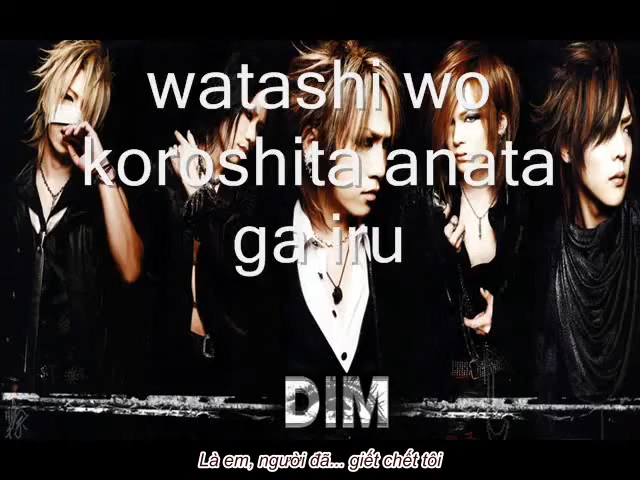 watashi wo
koroshita anata
ga iru
DIM
Là em, người đã... giết chết tôi